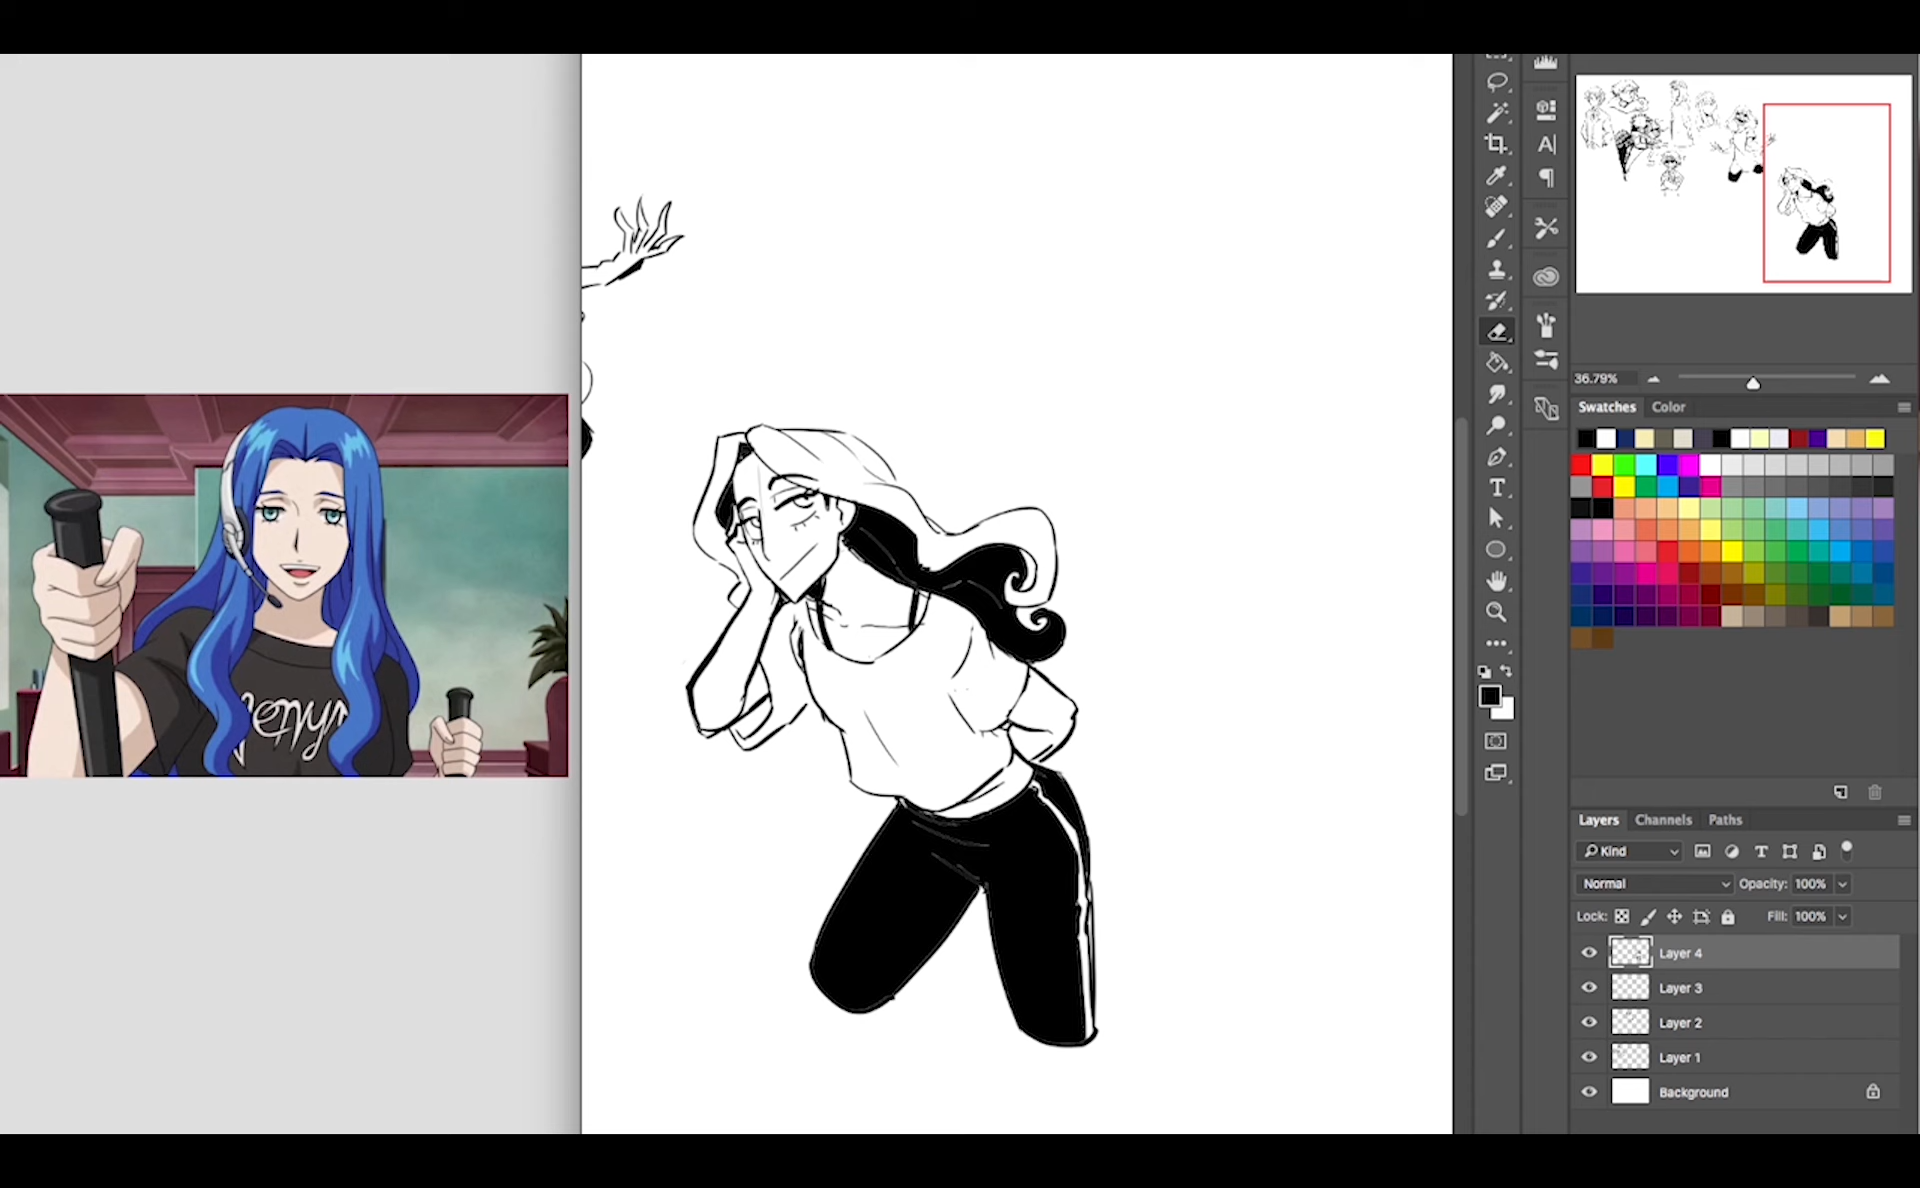 enyx
36.79%
Swatches Color
Layers Channels Paths
Kind
Normal Opacity: 100%
Lock: Fill: 100%
Layer 4
Layer 3
Layer 2
Layer 1
Background